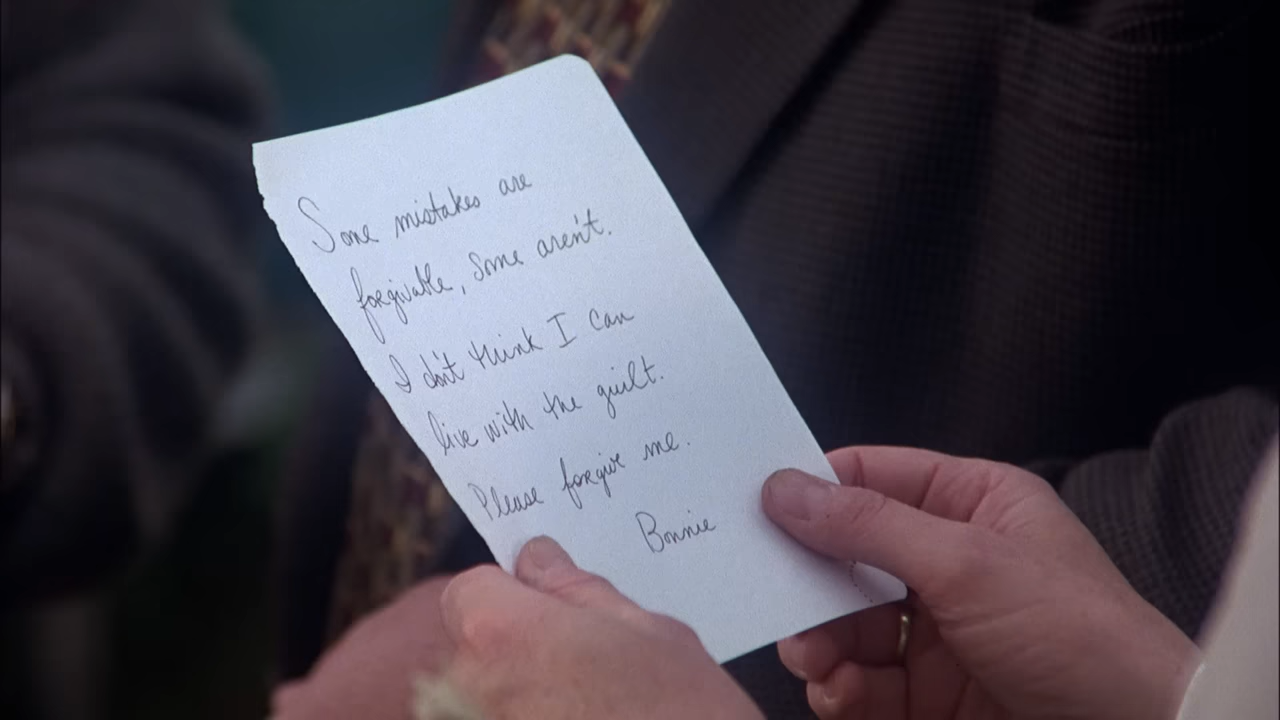 Some mistakes are
forgivable, some aren't.
I don't think I can
live with the guilt.
Please forgive me.
Bonnie